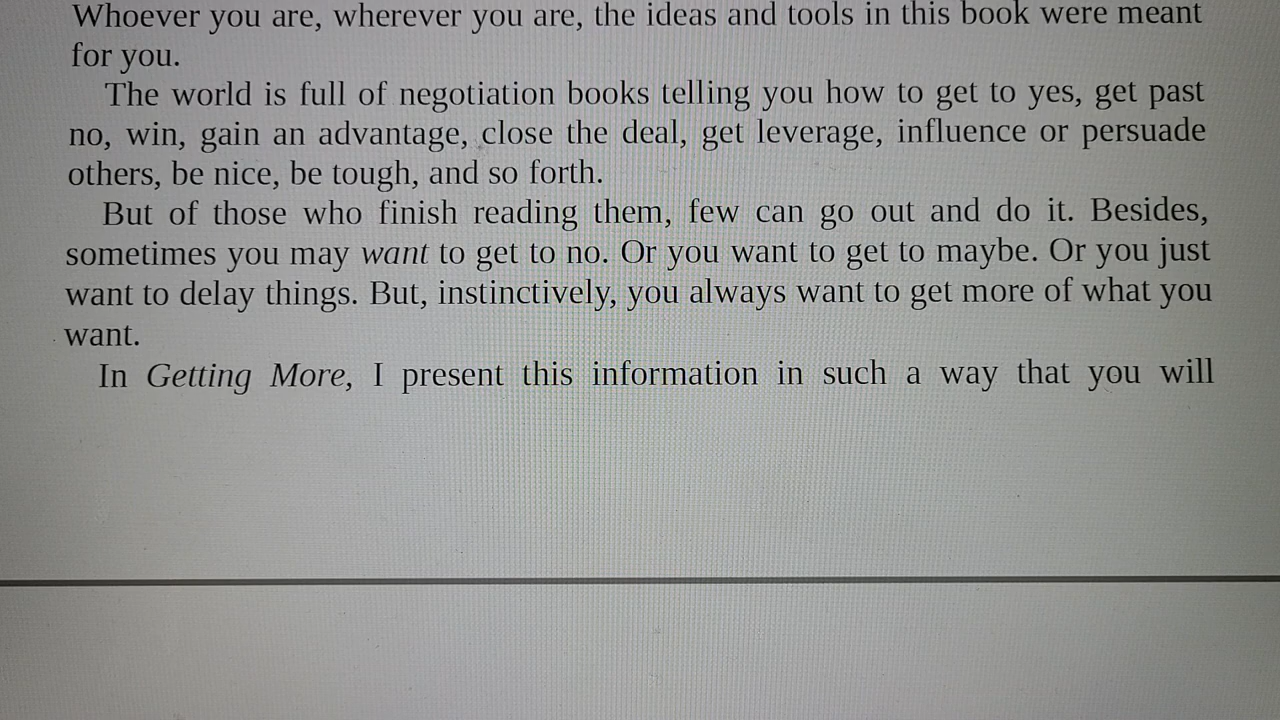 Whoever you are, wherever you are, the ideas and tools in this book were meant
for you.
The world is full of negotiation books telling you how to get to yes, get past
no, win, gain an advantage, close the deal, get leverage, influence or persuade
others, be nice, be tough, and so forth.
But of those who finish reading them, few can go out and do it. Besides,
sometimes you may want to get to no. Or you want to get to maybe. Or you just
want to delay things. But, instinctively, you always want to get more of what you
want.
In Getting More, I present this information in such a way that you will